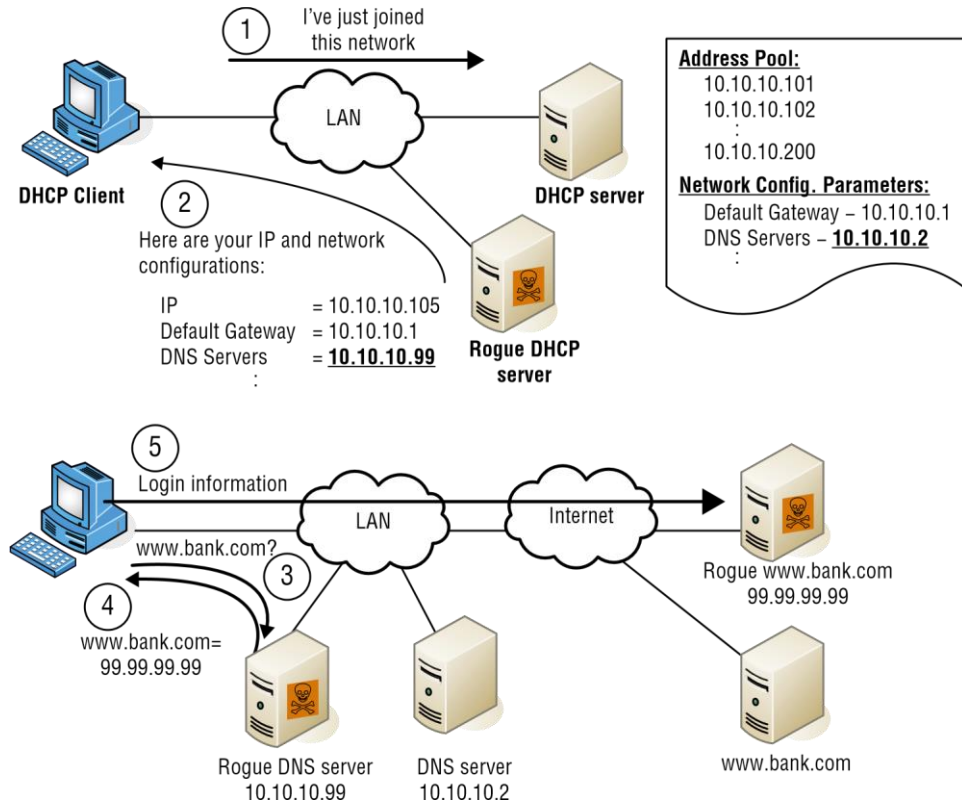 1
I've just joined
this network
LAN
DHCP Client
DHCP server
2
Here are your IP and network
configurations:
IP = 10.10.10.105
Default Gateway = 10.10.10.1
DNS Servers = 10.10.10.99
:
Rogue DHCP
server
Address Pool:
10.10.10.101
10.10.10.102
:
10.10.10.200
Network Config. Parameters:
Default Gateway – 10.10.10.1
DNS Servers – 10.10.10.2
:
5
Login information
LAN
Internet
www.bank.com?
3
4
www.bank.com=
99.99.99.99
Rogue www.bank.com
99.99.99.99
Rogue DNS server
10.10.10.99
DNS server
10.10.10.2
www.bank.com